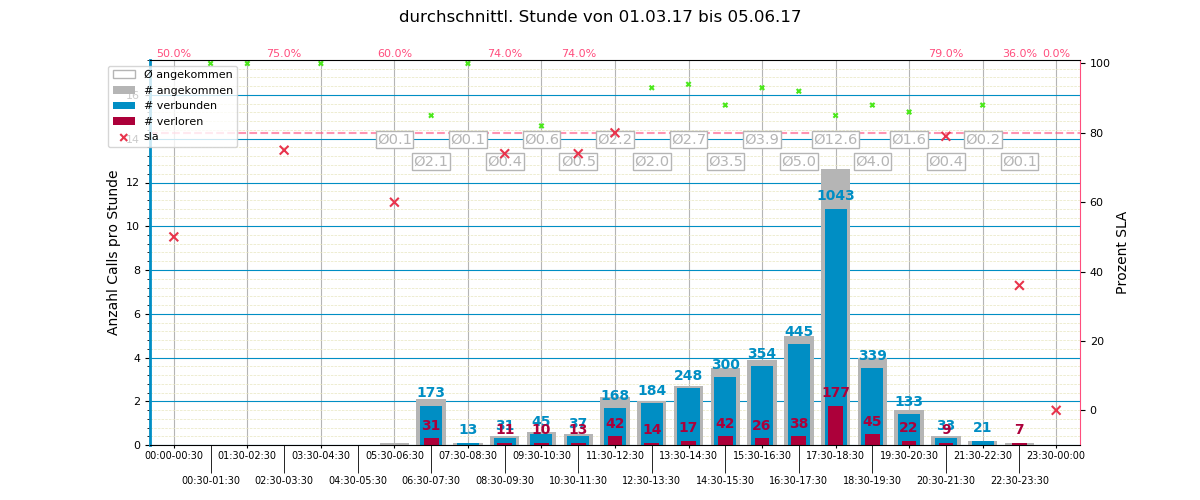 durchschnittl. Stunde von 01.03.17 bis 05.06.17
50.0% 75.0% 60.0% 74.0% 74.0% 79.0% 36.0% 0.0%
Ø angekommen
# angekommen
# verbunden
# verloren
sla
Anzahl Calls pro Stunde
16
14
12
10
8
6
4
2
0
Prozent SLA
100
80
60
40
20
0
Ø0.1 Ø0.1 Ø0.6 Ø2.2 Ø2.7 Ø3.9 Ø12.6 Ø1.6 Ø0.2
Ø2.1 Ø0.4 Ø0.5 Ø2.0 Ø3.5 Ø5.0 Ø4.0 Ø0.4 Ø0.1
173 13 31 45 37 168 184 248 300 354 445 1043 339 133 33 21
31 11 10 13 42 14 17 42 26 38 177 45 22 9 7
00:00-00:30 01:30-02:30 03:30-04:30 05:30-06:30 07:30-08:30 09:30-10:30 11:30-12:30 13:30-14:30 15:30-16:30 17:30-18:30 19:30-20:30 21:30-22:30 23:30-00:00
00:30-01:30 02:30-03:30 04:30-05:30 06:30-07:30 08:30-09:30 10:30-11:30 12:30-13:30 14:30-15:30 16:30-17:30 18:30-19:30 20:30-21:30 22:30-23:30